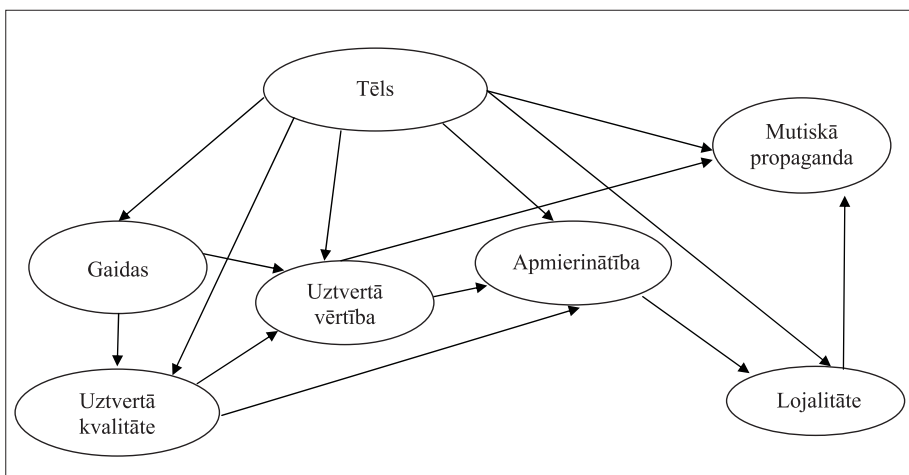 Tēls
Mutiskā
propaganda
Gaidas
Apmierinātība
Uztvertā
vērtība
Uztvertā
kvalitāte
Lojalitāte